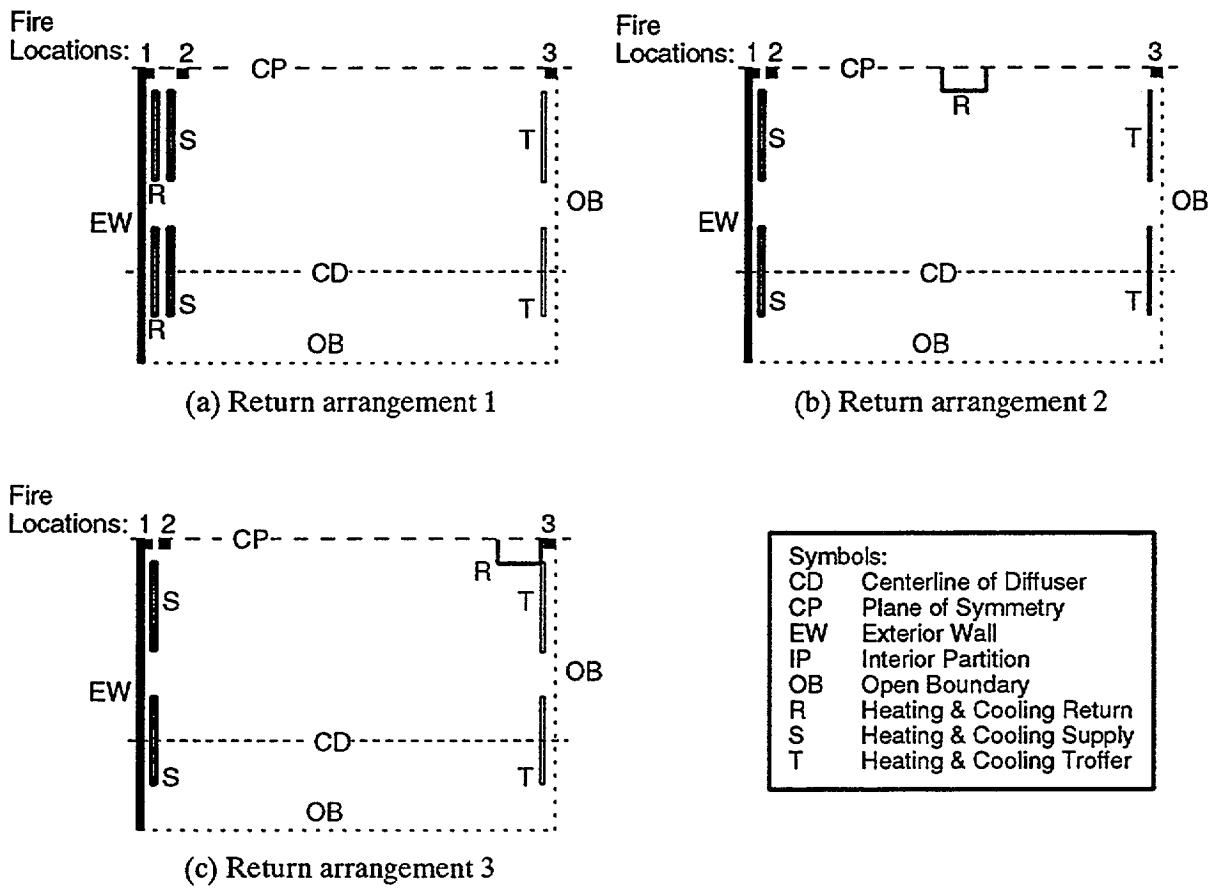 Fire
Locations: 1 2 CP 3
S
T
R
EW
OB
CD
S
T
R
OB
(a) Return arrangement 1
Fire
Locations: 1 2 CP 3
R
S
T
EW
OB
CD
S
T
OB
(b) Return arrangement 2
Fire
Locations: 1 2 CP 3
R
S
T
EW
OB
CD
S
T
OB
(c) Return arrangement 3
Symbols:
CD Centerline of Diffuser
CP Plane of Symmetry
EW Exterior Wall
IP Interior Partition
OB Open Boundary
R Heating & Cooling Return
S Heating & Cooling Supply
T Heating & Cooling Troffer